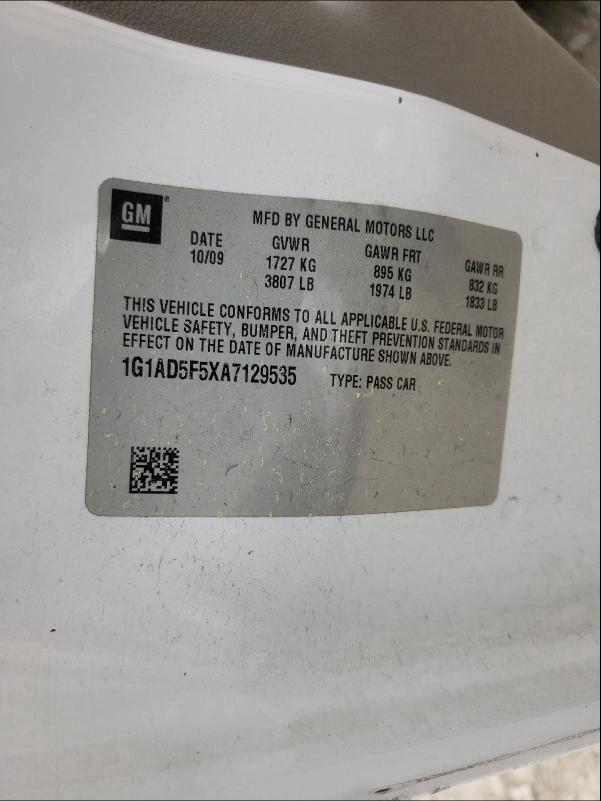 GM®
MFD BY GENERAL MOTORS LLC
DATE GVWR GAWR FRT GAWR RR
10/09 1727 KG 895 KG 832 KG
3807 LB 1974 LB 1833 LB
THIS VEHICLE CONFORMS TO ALL APPLICABLE U.S. FEDERAL MOTOR
VEHICLE SAFETY, BUMPER, AND THEFT PREVENTION STANDARDS IN
EFFECT ON THE DATE OF MANUFACTURE SHOWN ABOVE.
1G1AD5F5XA7129535 TYPE: PASS CAR